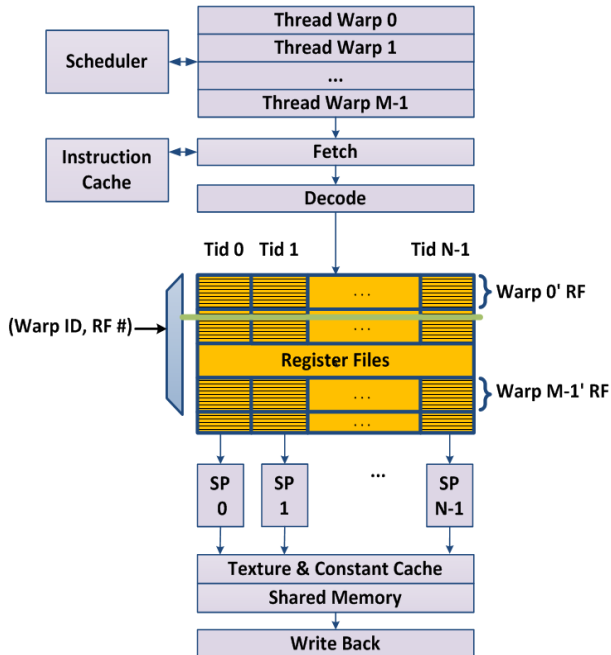 Thread Warp 0
Scheduler
Thread Warp 1
...
Thread Warp M-1
Instruction
Cache
Fetch
Decode
Tid 0 Tid 1 Tid N-1
... Warp 0' RF
(Warp ID, RF #)
...
Register Files
... Warp M-1' RF
...
SP
0
SP
1
...
SP
N-1
Texture & Constant Cache
Shared Memory
Write Back